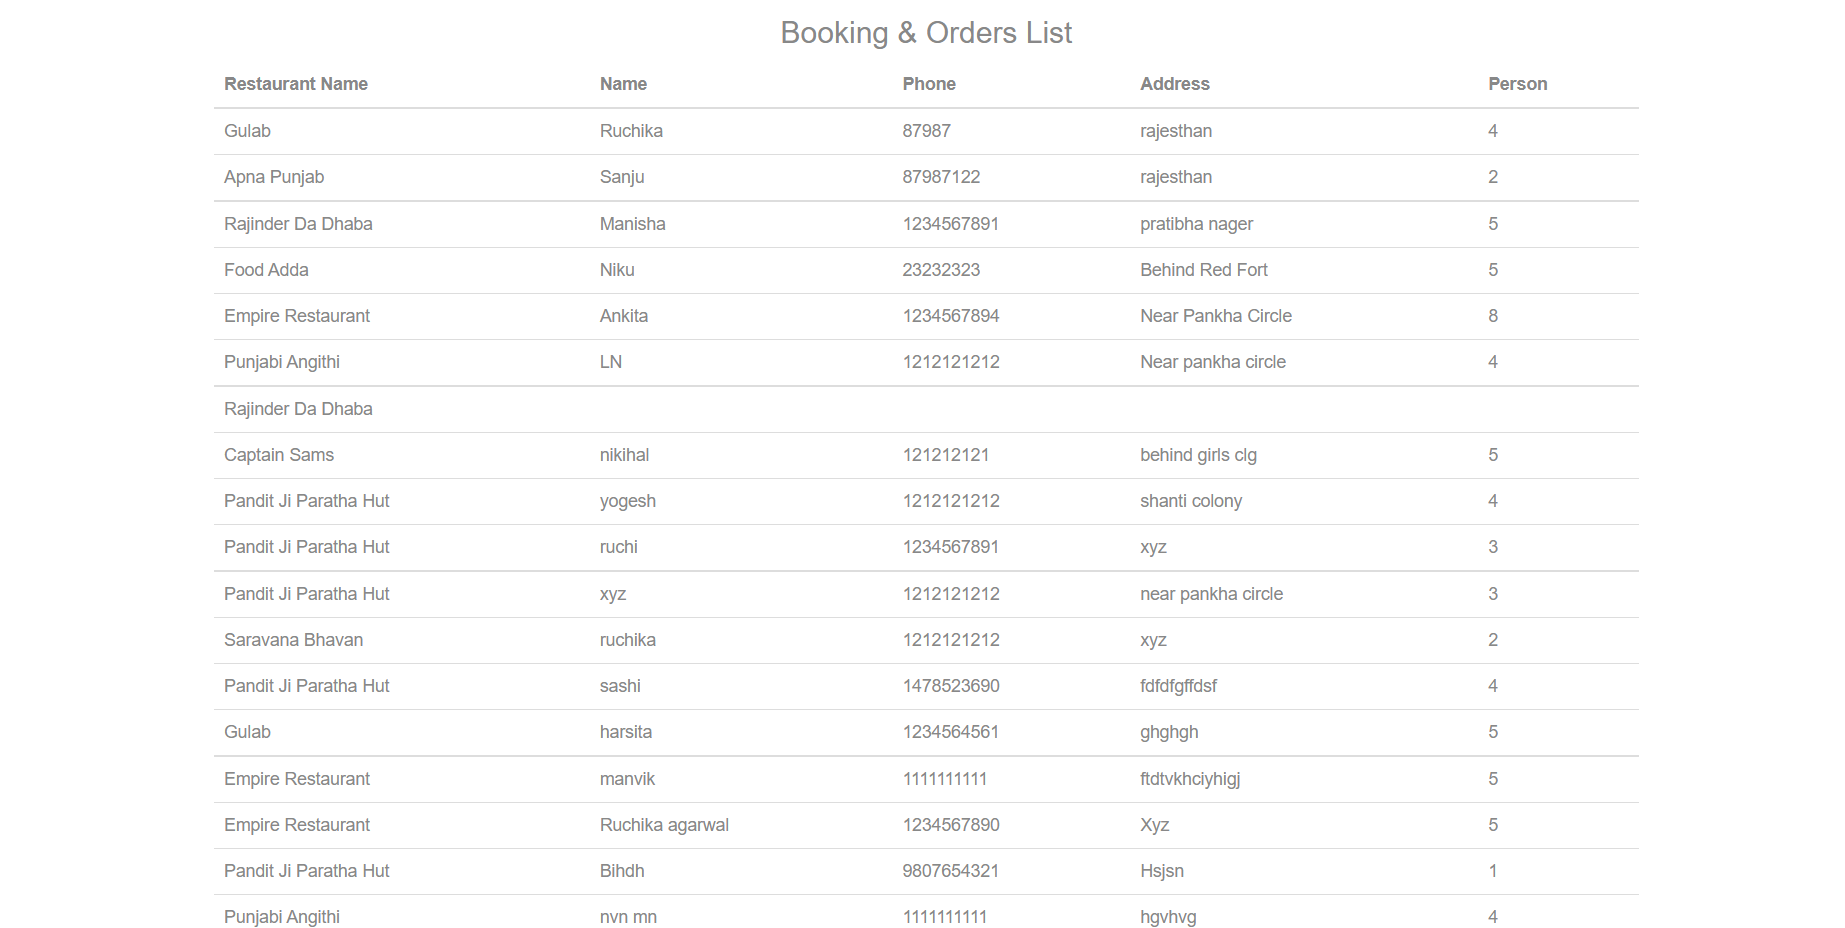 Booking & Orders List
Restaurant Name Name Phone Address Person
Gulab Ruchika 87987 rajesthan 4
Apna Punjab Sanju 87987122 rajesthan 2
Rajinder Da Dhaba Manisha 1234567891 pratibha nager 5
Food Adda Niku 23232323 Behind Red Fort 5
Empire Restaurant Ankita 1234567894 Near Pankha Circle 8
Punjabi Angithi LN 1212121212 Near pankha circle 4
Rajinder Da Dhaba
Captain Sams nikihal 121212121 behind girls clg 5
Pandit Ji Paratha Hut yogesh 1212121212 shanti colony 4
Pandit Ji Paratha Hut ruchi 1234567891 xyz 3
Pandit Ji Paratha Hut xyz 1212121212 near pankha circle 3
Saravana Bhavan ruchika 1212121212 xyz 2
Pandit Ji Paratha Hut sashi 1478523690 fdfdfgffdsf 4
Gulab harsita 1234564561 ghghgh 5
Empire Restaurant manvik 1111111111 ftdtvkhciyhigj 5
Empire Restaurant Ruchika agarwal 1234567890 Xyz 5
Pandit Ji Paratha Hut Bihdh 9807654321 Hsjsn 1
Punjabi Angithi nvn mn 1111111111 hgvhvg 4